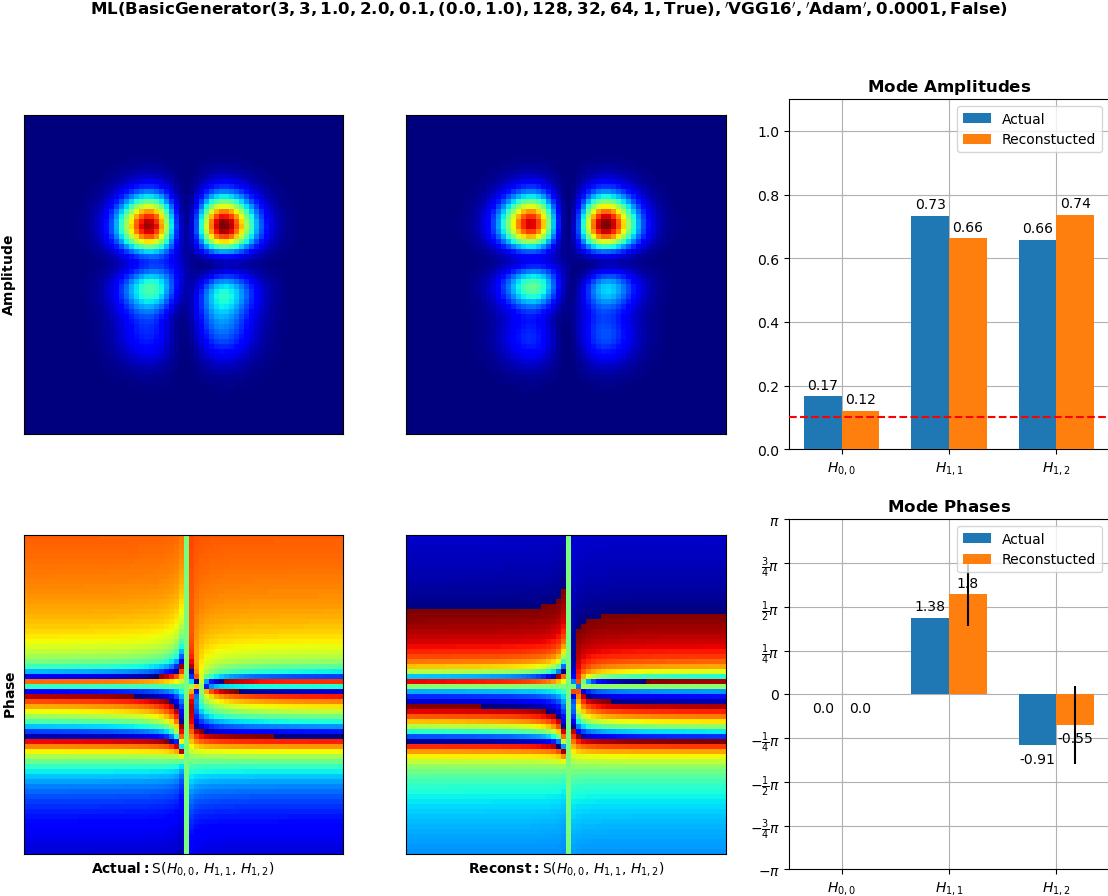 ML(BasicGenerator(3, 3, 1.0, 2.0, 0.1, (0.0, 1.0), 128, 32, 64, 1, True), ′VGG16′, ′Adam′, 0.0001, False)
Amplitude
Mode Amplitudes
Actual
Reconstucted
1.0
0.8
0.6
0.4
0.2
0.0
0.17
0.12
0.73
0.66
0.66
0.74
H0,0
H1,1
H1,2
Phase
Actual: S(H0,0, H1,1, H1,2)
Reconst: S(H0,0, H1,1, H1,2)
Mode Phases
Actual
Reconstucted
π
3/4π
1/2π
1/4π
0
−1/4π
−1/2π
−3/4π
−π
0.0
0.0
1.38
1.8
-0.91
-0.55
H0,0
H1,1
H1,2